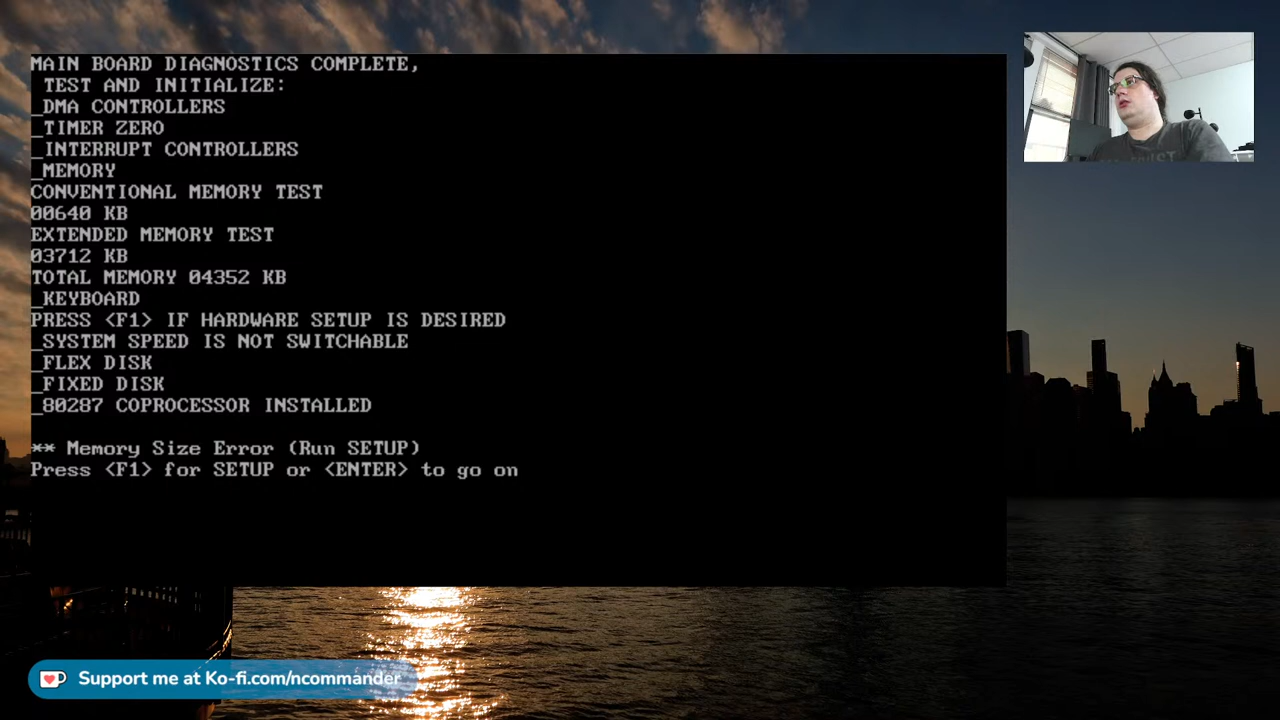 MAIN BOARD DIAGNOSTICS COMPLETE,
TEST AND INITIALIZE:
_DMA CONTROLLERS
_TIMER ZERO
_INTERRUPT CONTROLLERS
_MEMORY
CONVENTIONAL MEMORY TEST
00640 KB
EXTENDED MEMORY TEST
03712 KB
TOTAL MEMORY 04352 KB
_KEYBOARD
PRESS <F1> IF HARDWARE SETUP IS DESIRED
_SYSTEM SPEED IS NOT SWITCHABLE
_FLEX DISK
_FIXED DISK
_80287 COPROCESSOR INSTALLED
** Memory Size Error (Run SETUP)
Press <F1> for SETUP or <ENTER> to go on
Support me at Ko-fi.com/ncommander